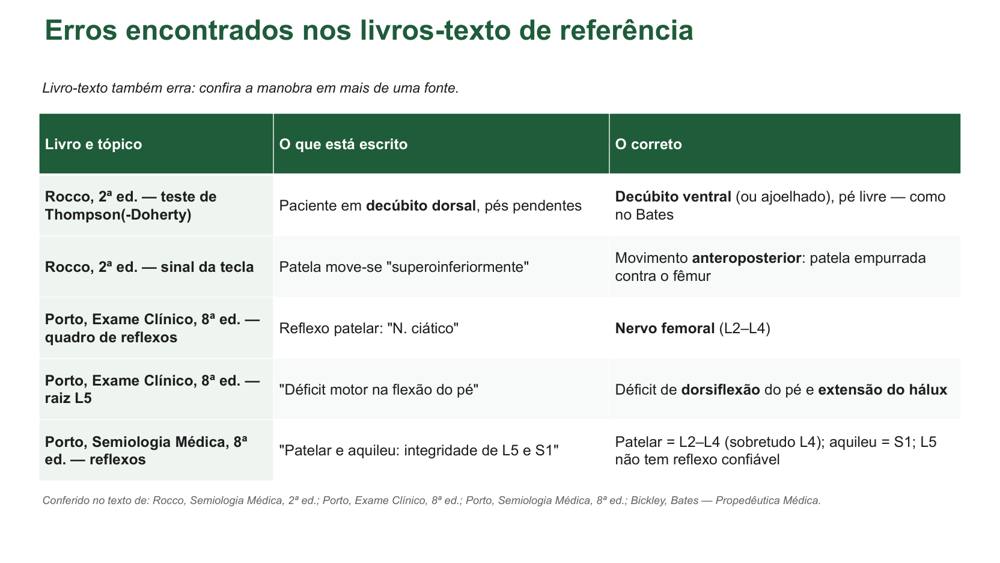 Erros encontrados nos livros-texto de referência
Livro-texto também erra: confira a manobra em mais de uma fonte.
Livro e tópico
O que está escrito
O correto
Rocco, 2ª ed. — teste de
Thompson(-Doherty)
Paciente em decúbito dorsal, pés pendentes
Decúbito ventral (ou ajoelhado), pé livre — como
no Bates
Rocco, 2ª ed. — sinal da tecla
Patela move-se "superoinferiormente"
Movimento anteroposterior: patela empurrada
contra o fêmur
Porto, Exame Clínico, 8ª ed. —
quadro de reflexos
Reflexo patelar: "N. ciático"
Nervo femoral (L2–L4)
Porto, Exame Clínico, 8ª ed. —
raiz L5
"Déficit motor na flexão do pé"
Déficit de dorsiflexão do pé e extensão do hálux
Porto, Semiologia Médica, 8ª
ed. — reflexos
"Patelar e aquileu: integridade de L5 e S1"
Patelar = L2–L4 (sobretudo L4); aquileu = S1; L5
não tem reflexo confiável
Conferido no texto de: Rocco, Semiologia Médica, 2ª ed.; Porto, Exame Clínico, 8ª ed.; Porto, Semiologia Médica, 8ª ed.; Bickley, Bates — Propedêutica Médica.